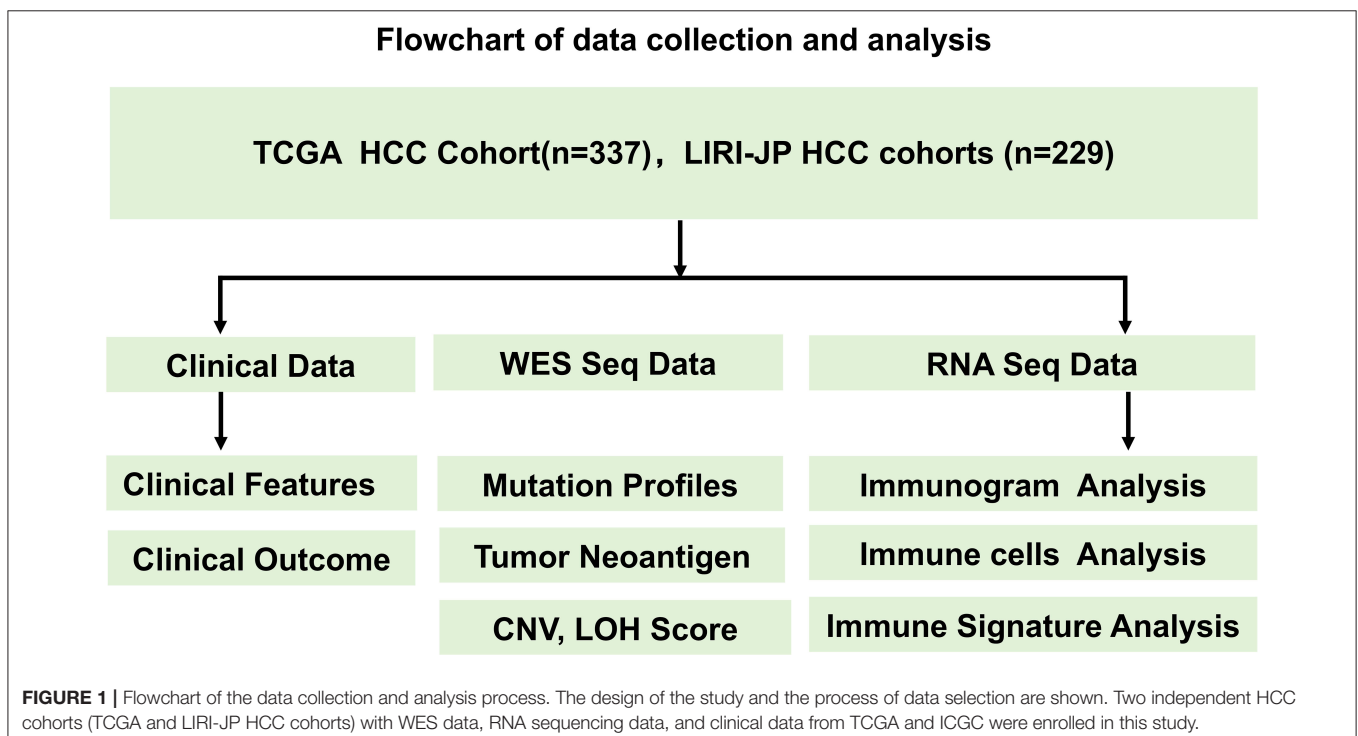 Flowchart of data collection and analysis
TCGA HCC Cohort(n=337), LIRI-JP HCC cohorts (n=229)
Clinical Data
WES Seq Data
RNA Seq Data
Clinical Features
Mutation Profiles
Immunogram Analysis
Clinical Outcome
Tumor Neoantigen
Immune cells Analysis
CNV, LOH Score
Immune Signature Analysis
FIGURE 1 | Flowchart of the data collection and analysis process. The design of the study and the process of data selection are shown. Two independent HCC
cohorts (TCGA and LIRI-JP HCC cohorts) with WES data, RNA sequencing data, and clinical data from TCGA and ICGC were enrolled in this study.